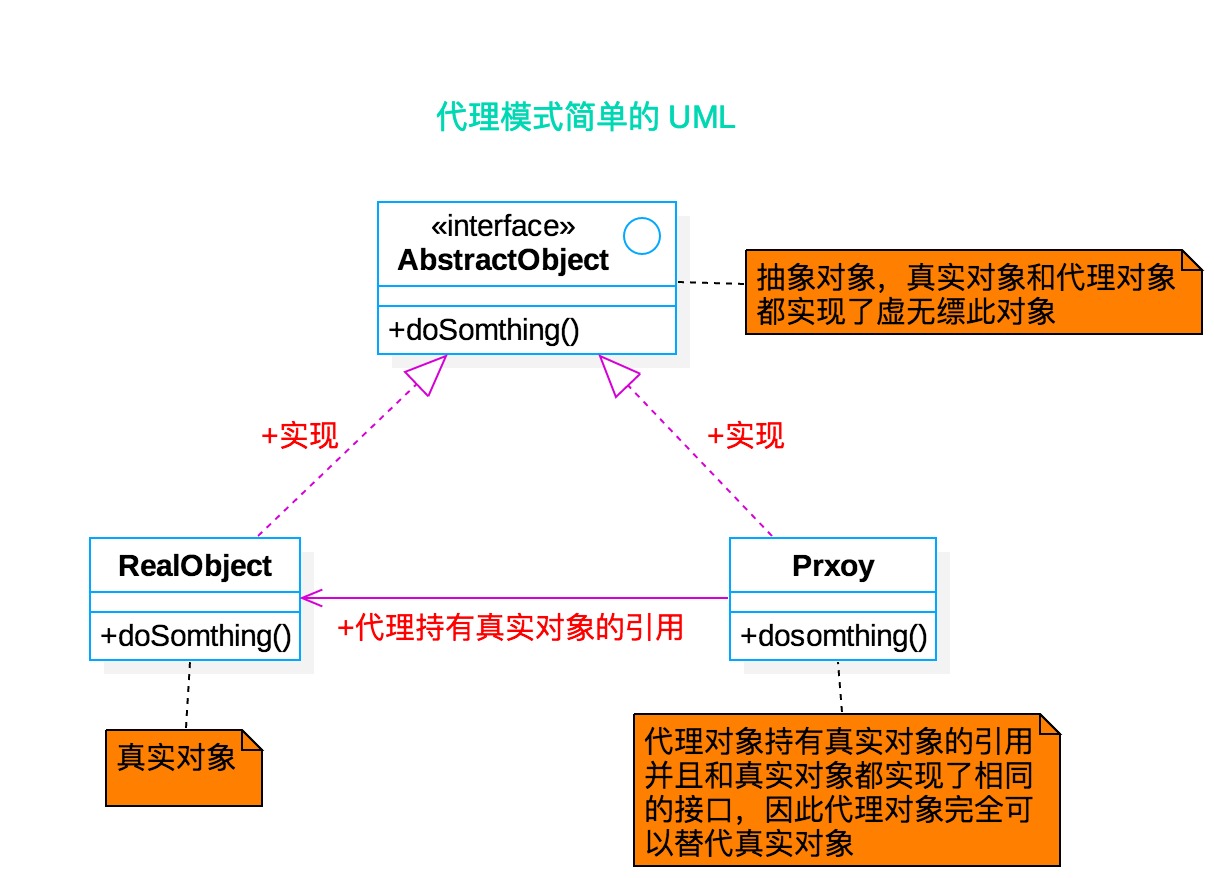 代理模式简单的 UML
«interface»
AbstractObject
+doSomthing()
抽象对象，真实对象和代理对象
都实现了虚无缥此对象
+实现
+实现
RealObject
+doSomthing()
+代理持有真实对象的引用
Prxoy
+dosomthing()
真实对象
代理对象持有真实对象的引用
并且和真实对象都实现了相同
的接口，因此代理对象完全可
以替代真实对象